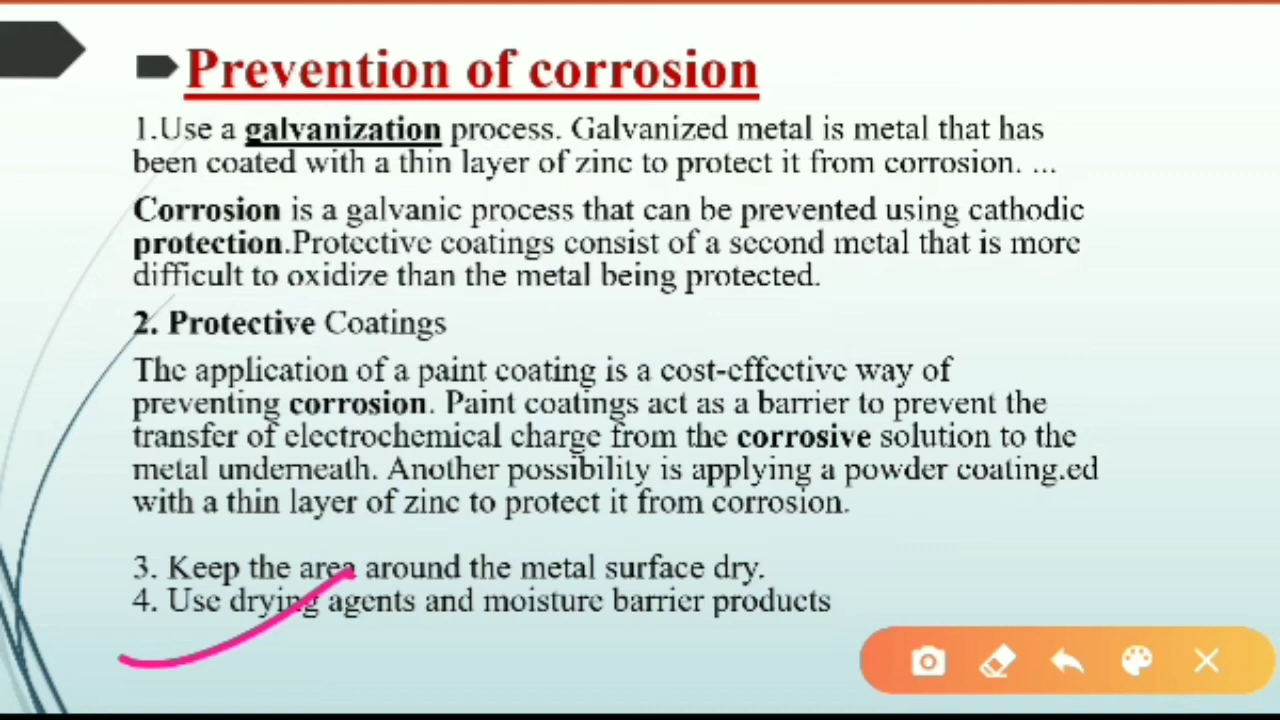 Prevention of corrosion
1.Use a galvanization process. Galvanized metal is metal that has
been coated with a thin layer of zinc to protect it from corrosion. ...
Corrosion is a galvanic process that can be prevented using cathodic
protection.Protective coatings consist of a second metal that is more
difficult to oxidize than the metal being protected.
2. Protective Coatings
The application of a paint coating is a cost-effective way of
preventing corrosion. Paint coatings act as a barrier to prevent the
transfer of electrochemical charge from the corrosive solution to the
metal underneath. Another possibility is applying a powder coating.ed
with a thin layer of zinc to protect it from corrosion.
3. Keep the area around the metal surface dry.
4. Use drying agents and moisture barrier products